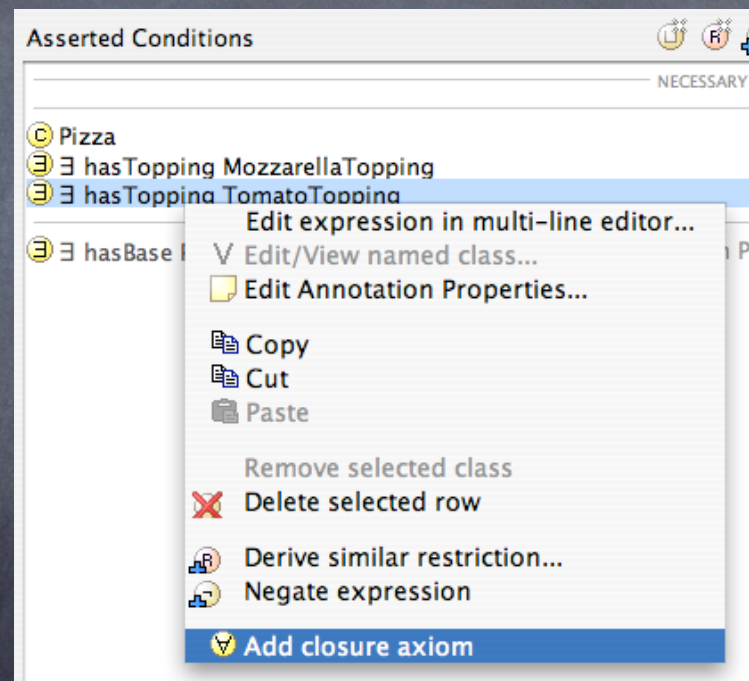 Asserted Conditions
NECESSARY
Pizza
∃ hasTopping MozzarellaTopping
∃ hasTopping TomatoTopping
∃ hasBase
Edit expression in multi-line editor...
Edit/View named class...
Edit Annotation Properties...
Copy
Cut
Paste
Remove selected class
Delete selected row
Derive similar restriction...
Negate expression
Add closure axiom